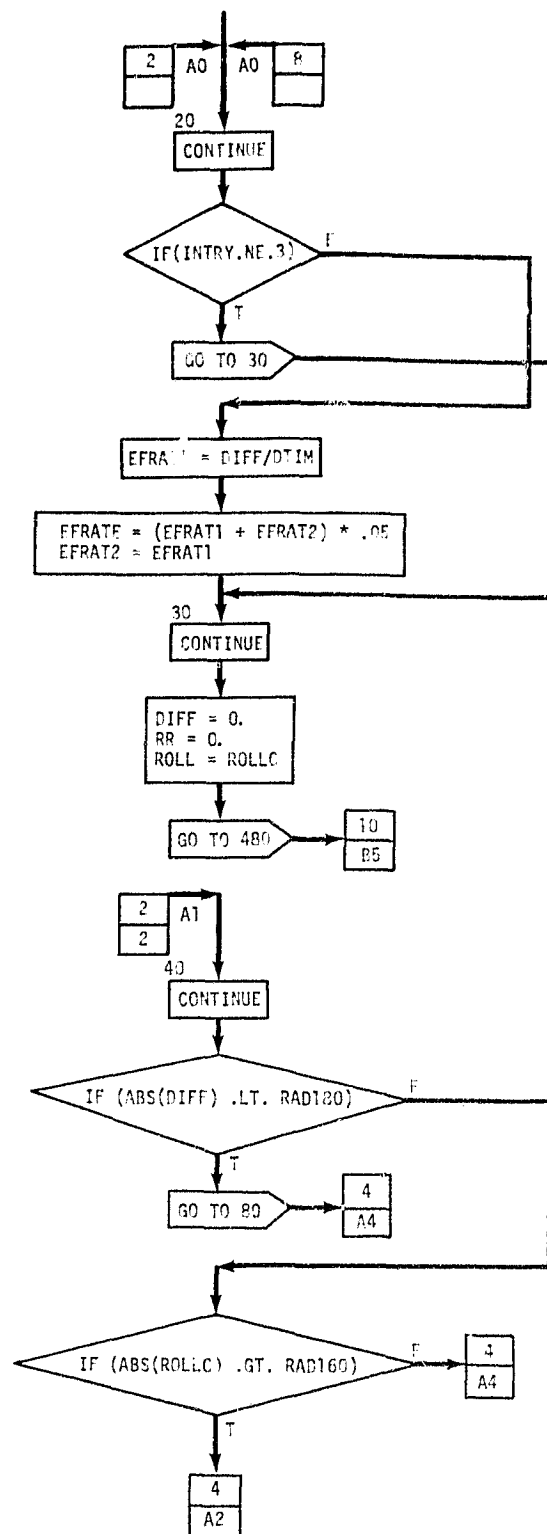 2
A0
A0
8
20
CONTINUE
IF(INTRY.NE.3)
F
T
GO TO 30
= DIFF/DTIM
EFRATE = (EFRAT1 + EFRAT2) * .05
EFRAT2 = EFRAT1
30
CONTINUE
DIFF = 0.
RR = 0.
ROLL = ROLLC
GO TO 480
10
B5
2
A1
2
40
CONTINUE
IF (ABS(DIFF) .LT. RAD180)
F
T
GO TO 80
4
A4
IF (ABS(ROLLC) .GT. RAD160)
F
4
A4
T
4
A2